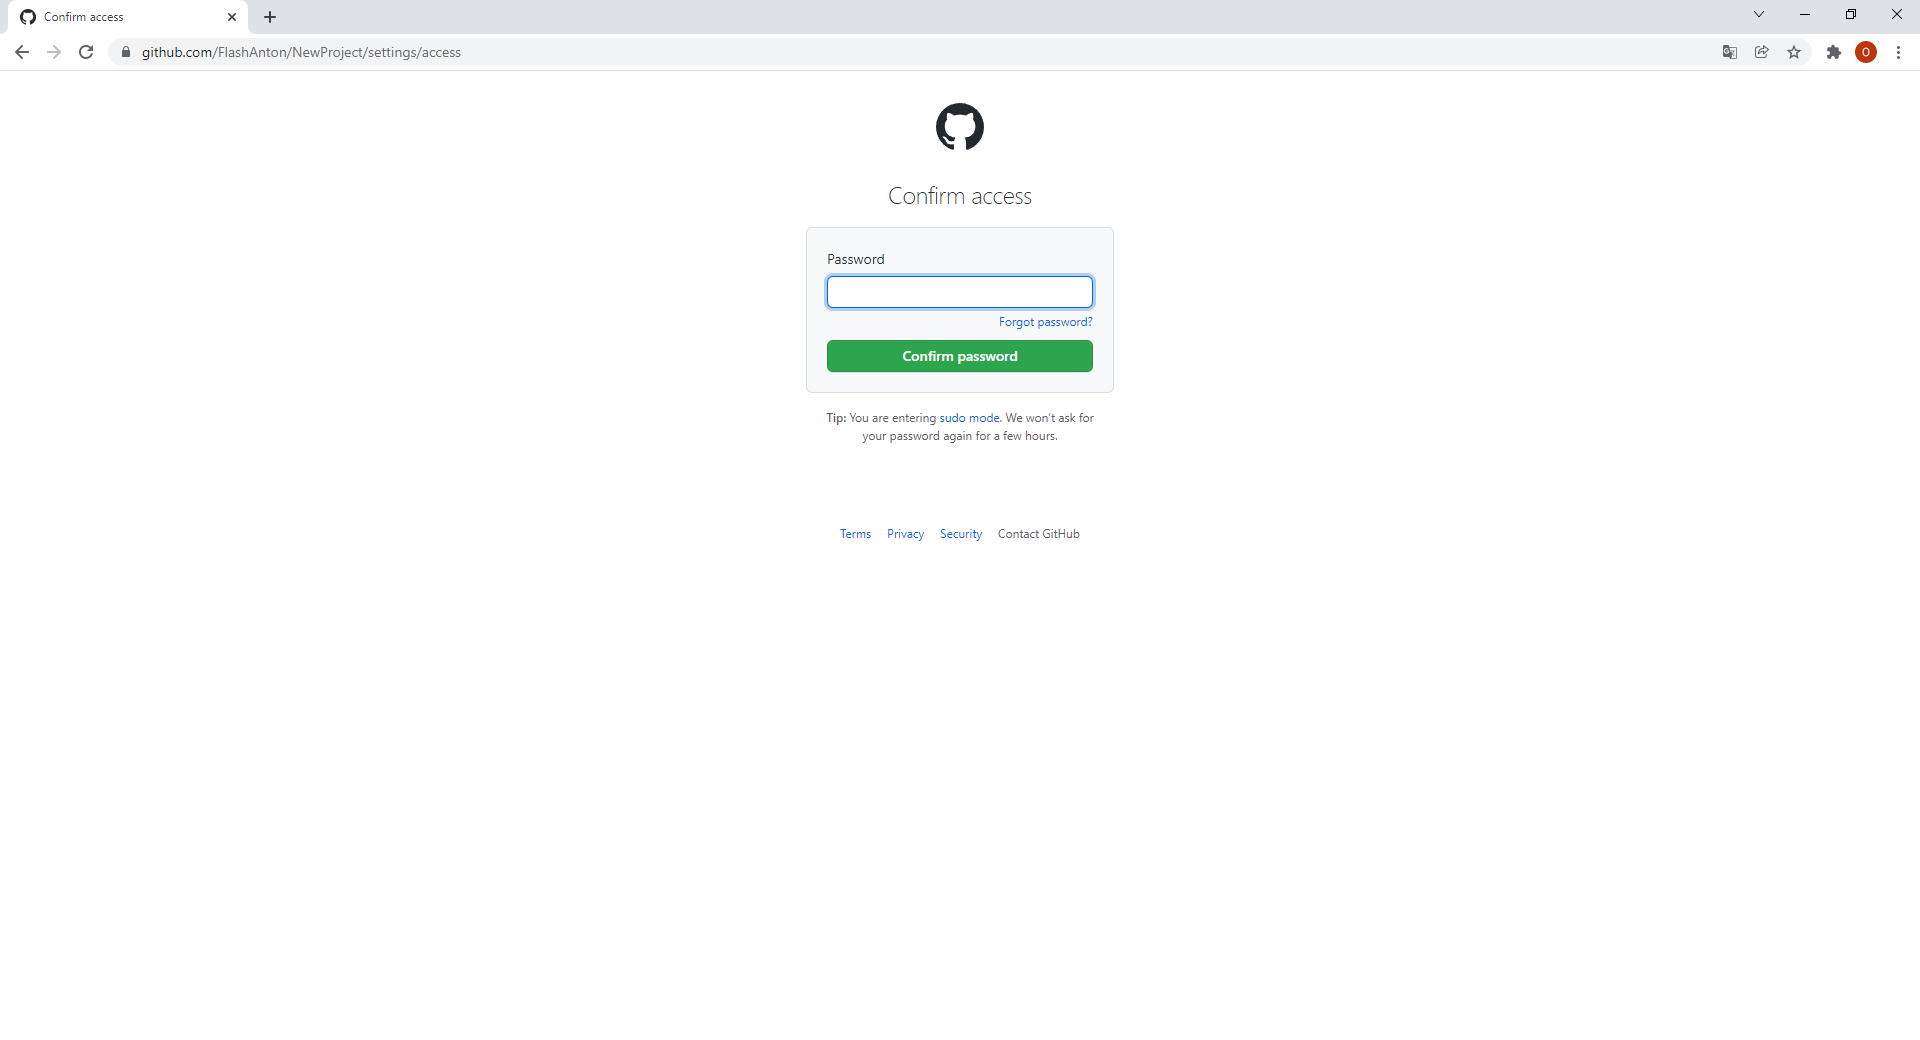 Confirm access
github.com/FlashAnton/NewProject/settings/access
O
Confirm access
Password
Forgot password?
Confirm password
Tip: You are entering sudo mode. We won't ask for
your password again for a few hours.
Terms Privacy Security Contact GitHub